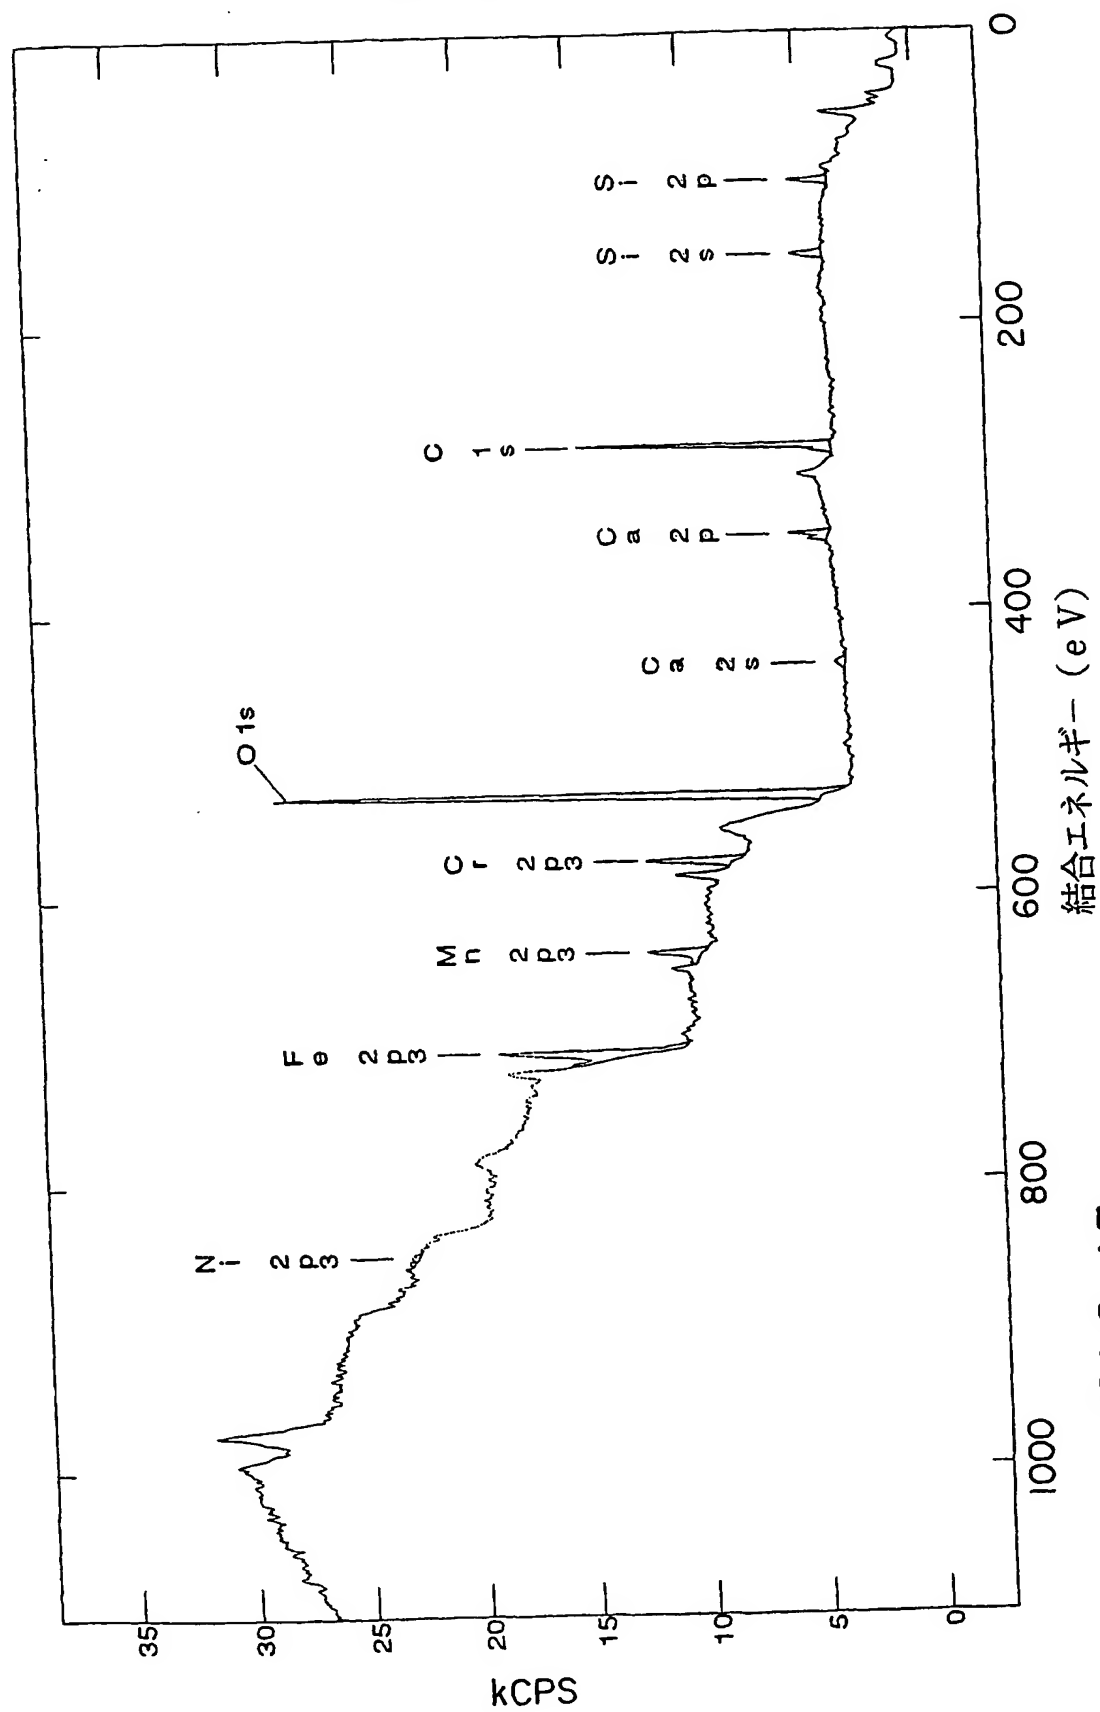 kCPS
35
30
25
20
15
10
5
0
1000
800
600
400
200
0
結合エネルギー (eV)
Ni 2p3
Fe 2p3
Mn 2p3
Cr 2p3
O1s
Ca 2s
Ca 2p
C 1s
Si 2s
Si 2p